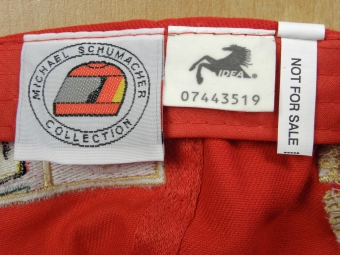 MICHAEL SCHUMACHER
COLLECTION
IDEA
07443519
NOT FOR SALE